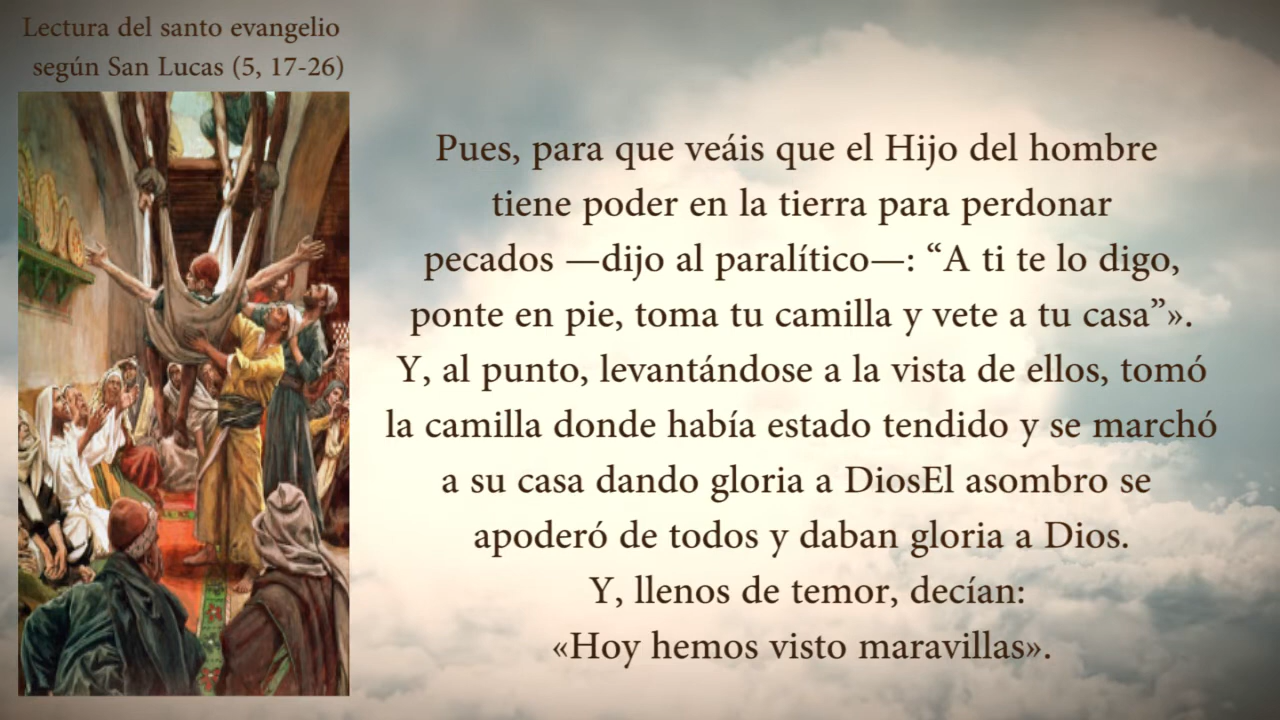 Lectura del santo evangelio
según San Lucas (5, 17-26)
Pues, para que veáis que el Hijo del hombre
tiene poder en la tierra para perdonar
pecados —dijo al paralítico—: “A ti te lo digo,
ponte en pie, toma tu camilla y vete a tu casa”».
Y, al punto, levantándose a la vista de ellos, tomó
la camilla donde había estado tendido y se marchó
a su casa dando gloria a DiosEl asombro se
apoderó de todos y daban gloria a Dios.
Y, llenos de temor, decían:
«Hoy hemos visto maravillas».